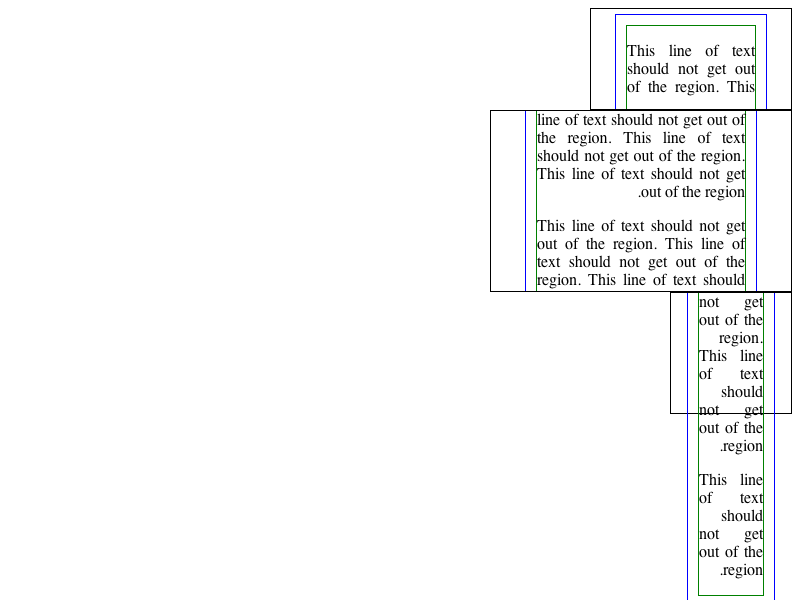 This line of text
should not get out
of the region. This
line of text should not get out of
the region. This line of text
should not get out of the region.
This line of text should not get
.out of the region
This line of text should not get
out of the region. This line of
text should not get out of the
region. This line of text should
not get
out of the
region.
This line
of text
should
not get
out of the
.region
This line
of text
should
not get
out of the
.region